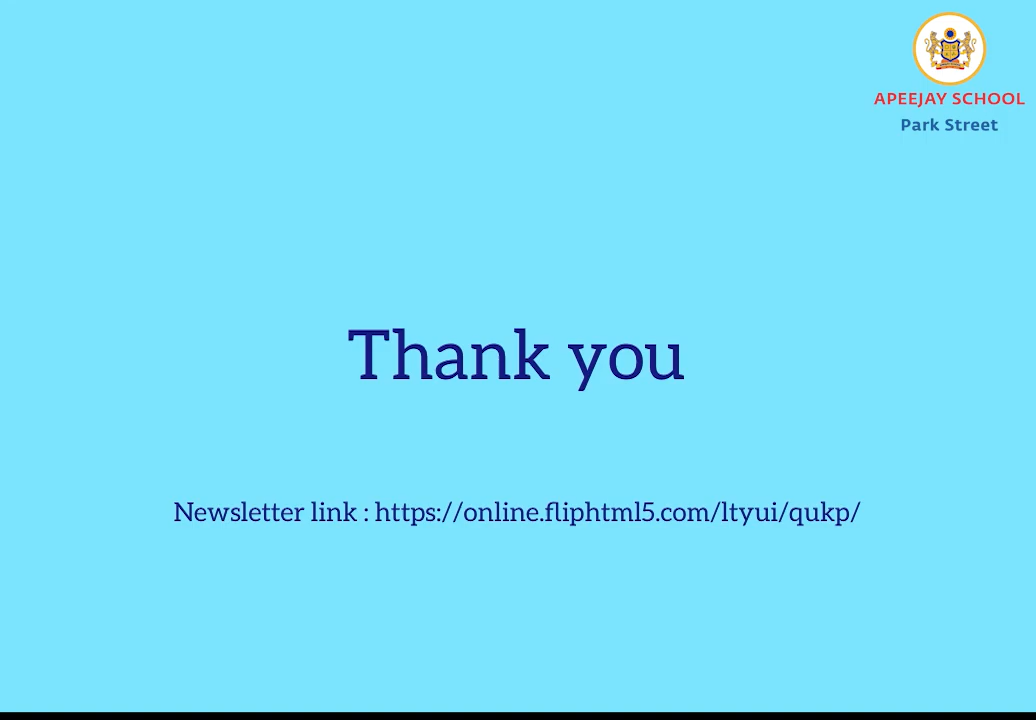 APEEJAY SCHOOL
Park Street
Thank you
Newsletter link : https://online.fliphtml5.com/ltyui/qukp/